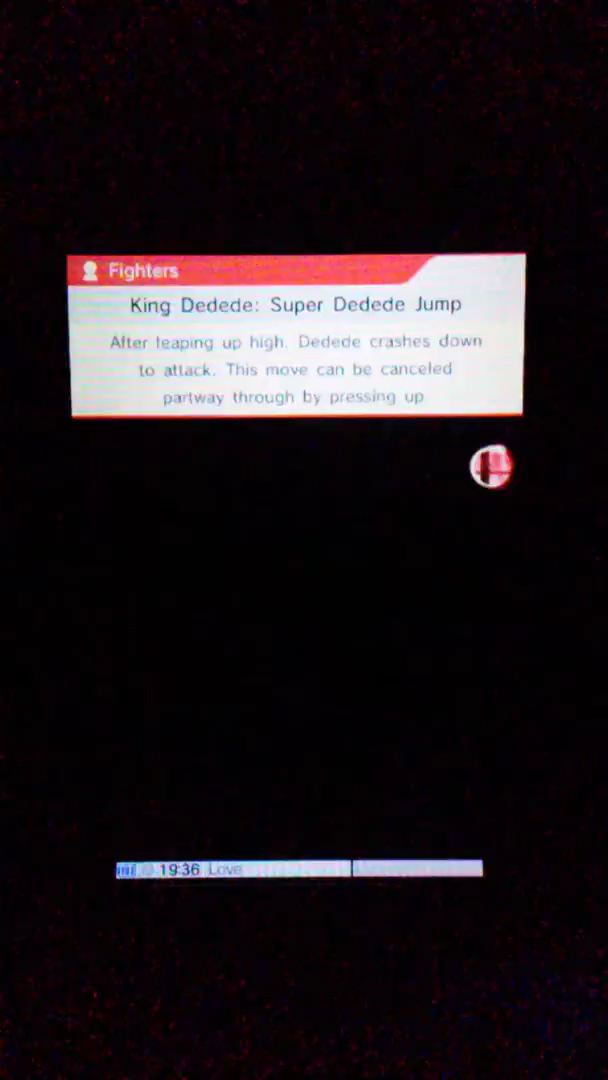 Fighters
King Dedede: Super Dedede Jump
After leaping up high, Dedede crashes down
to attack. This move can be canceled
partway through by pressing up
19:36 Love